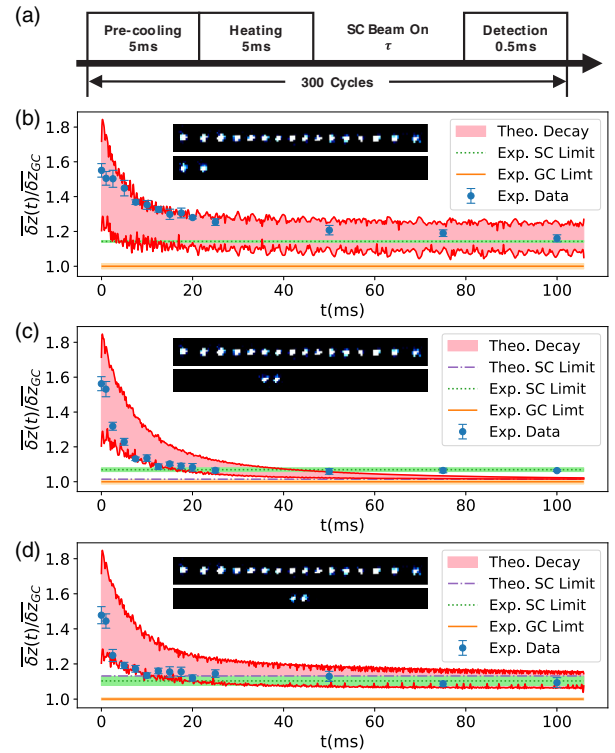 (a)
Pre-cooling
5ms
Heating
5ms
SC Beam On
τ
Detection
0.5ms
300 Cycles
(b)
δz(t)/δz_GC
1.8
1.6
1.4
1.2
1.0
Theo. Decay
Exp. SC Limit
Exp. GC Limt
Exp. Data
0 20 40 60 80 100
t(ms)
(c)
δz(t)/δz_GC
1.8
1.6
1.4
1.2
1.0
Theo. Decay
Theo. SC Limit
Exp. SC Limit
Exp. GC Limt
Exp. Data
0 20 40 60 80 100
t(ms)
(d)
δz(t)/δz_GC
1.8
1.6
1.4
1.2
1.0
Theo. Decay
Theo. SC Limit
Exp. SC Limit
Exp. GC Limt
Exp. Data
0 20 40 60 80 100
t(ms)